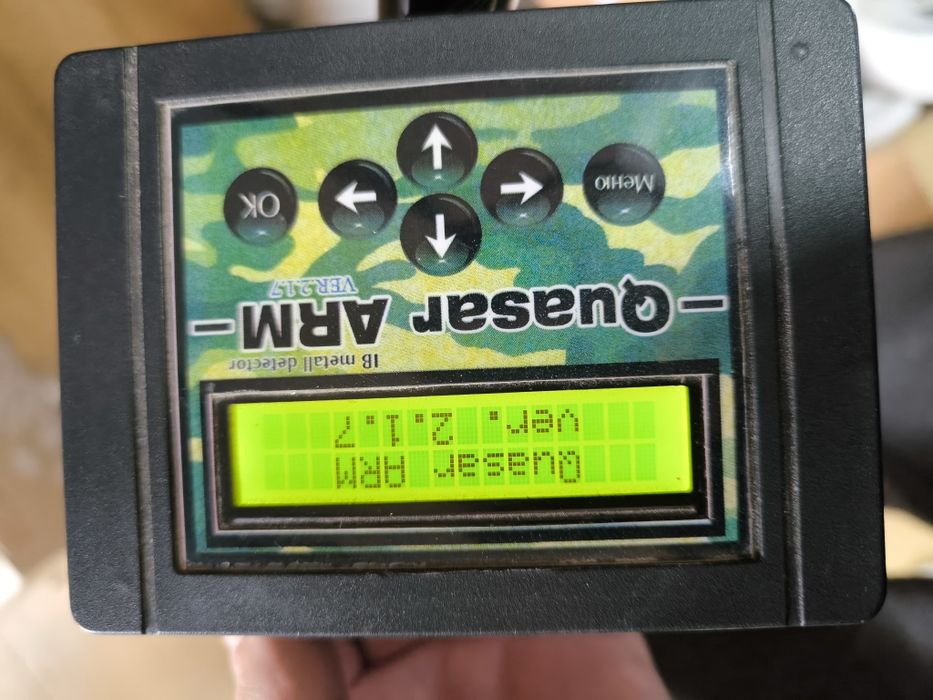 Quasar ARM
ver. 2.1.7
IB metall detector
Quasar ARM
VER.2.1.7
Меню
OK